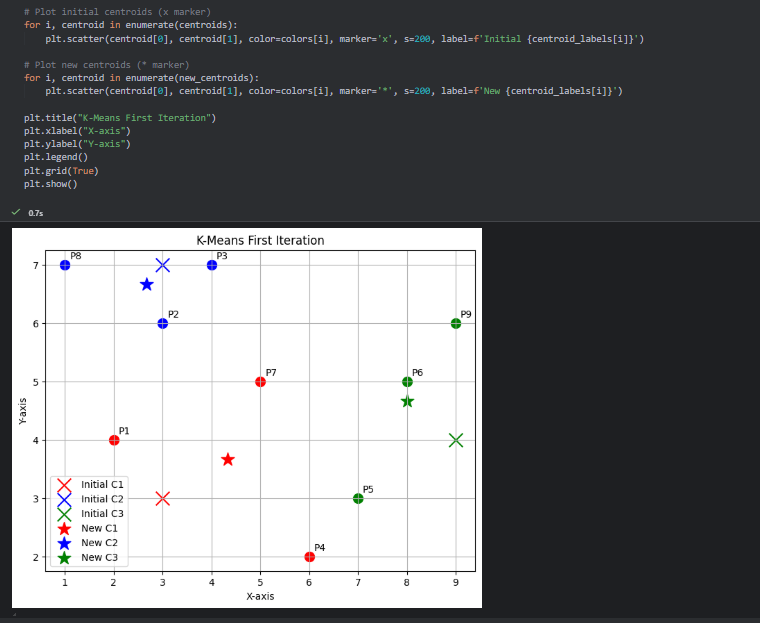 # Plot initial centroids (x marker)
for i, centroid in enumerate(centroids):
    plt.scatter(centroid[0], centroid[1], color=colors[i], marker='x', s=200, label=f'Initial {centroid_labels[i]}')
# Plot new centroids (* marker)
for i, centroid in enumerate(new_centroids):
    plt.scatter(centroid[0], centroid[1], color=colors[i], marker='*', s=200, label=f'New {centroid_labels[i]}')
plt.title("K-Means First Iteration")
plt.xlabel("X-axis")
plt.ylabel("Y-axis")
plt.legend()
plt.grid(True)
plt.show()
0.7s
K-Means First Iteration
P8
P3
7
P2
P9
6
P7
P6
5
Y-axis
P1
4
P5
3
P4
2
Initial C1
Initial C2
Initial C3
New C1
New C2
New C3
1 2 3 4 5 6 7 8 9
X-axis